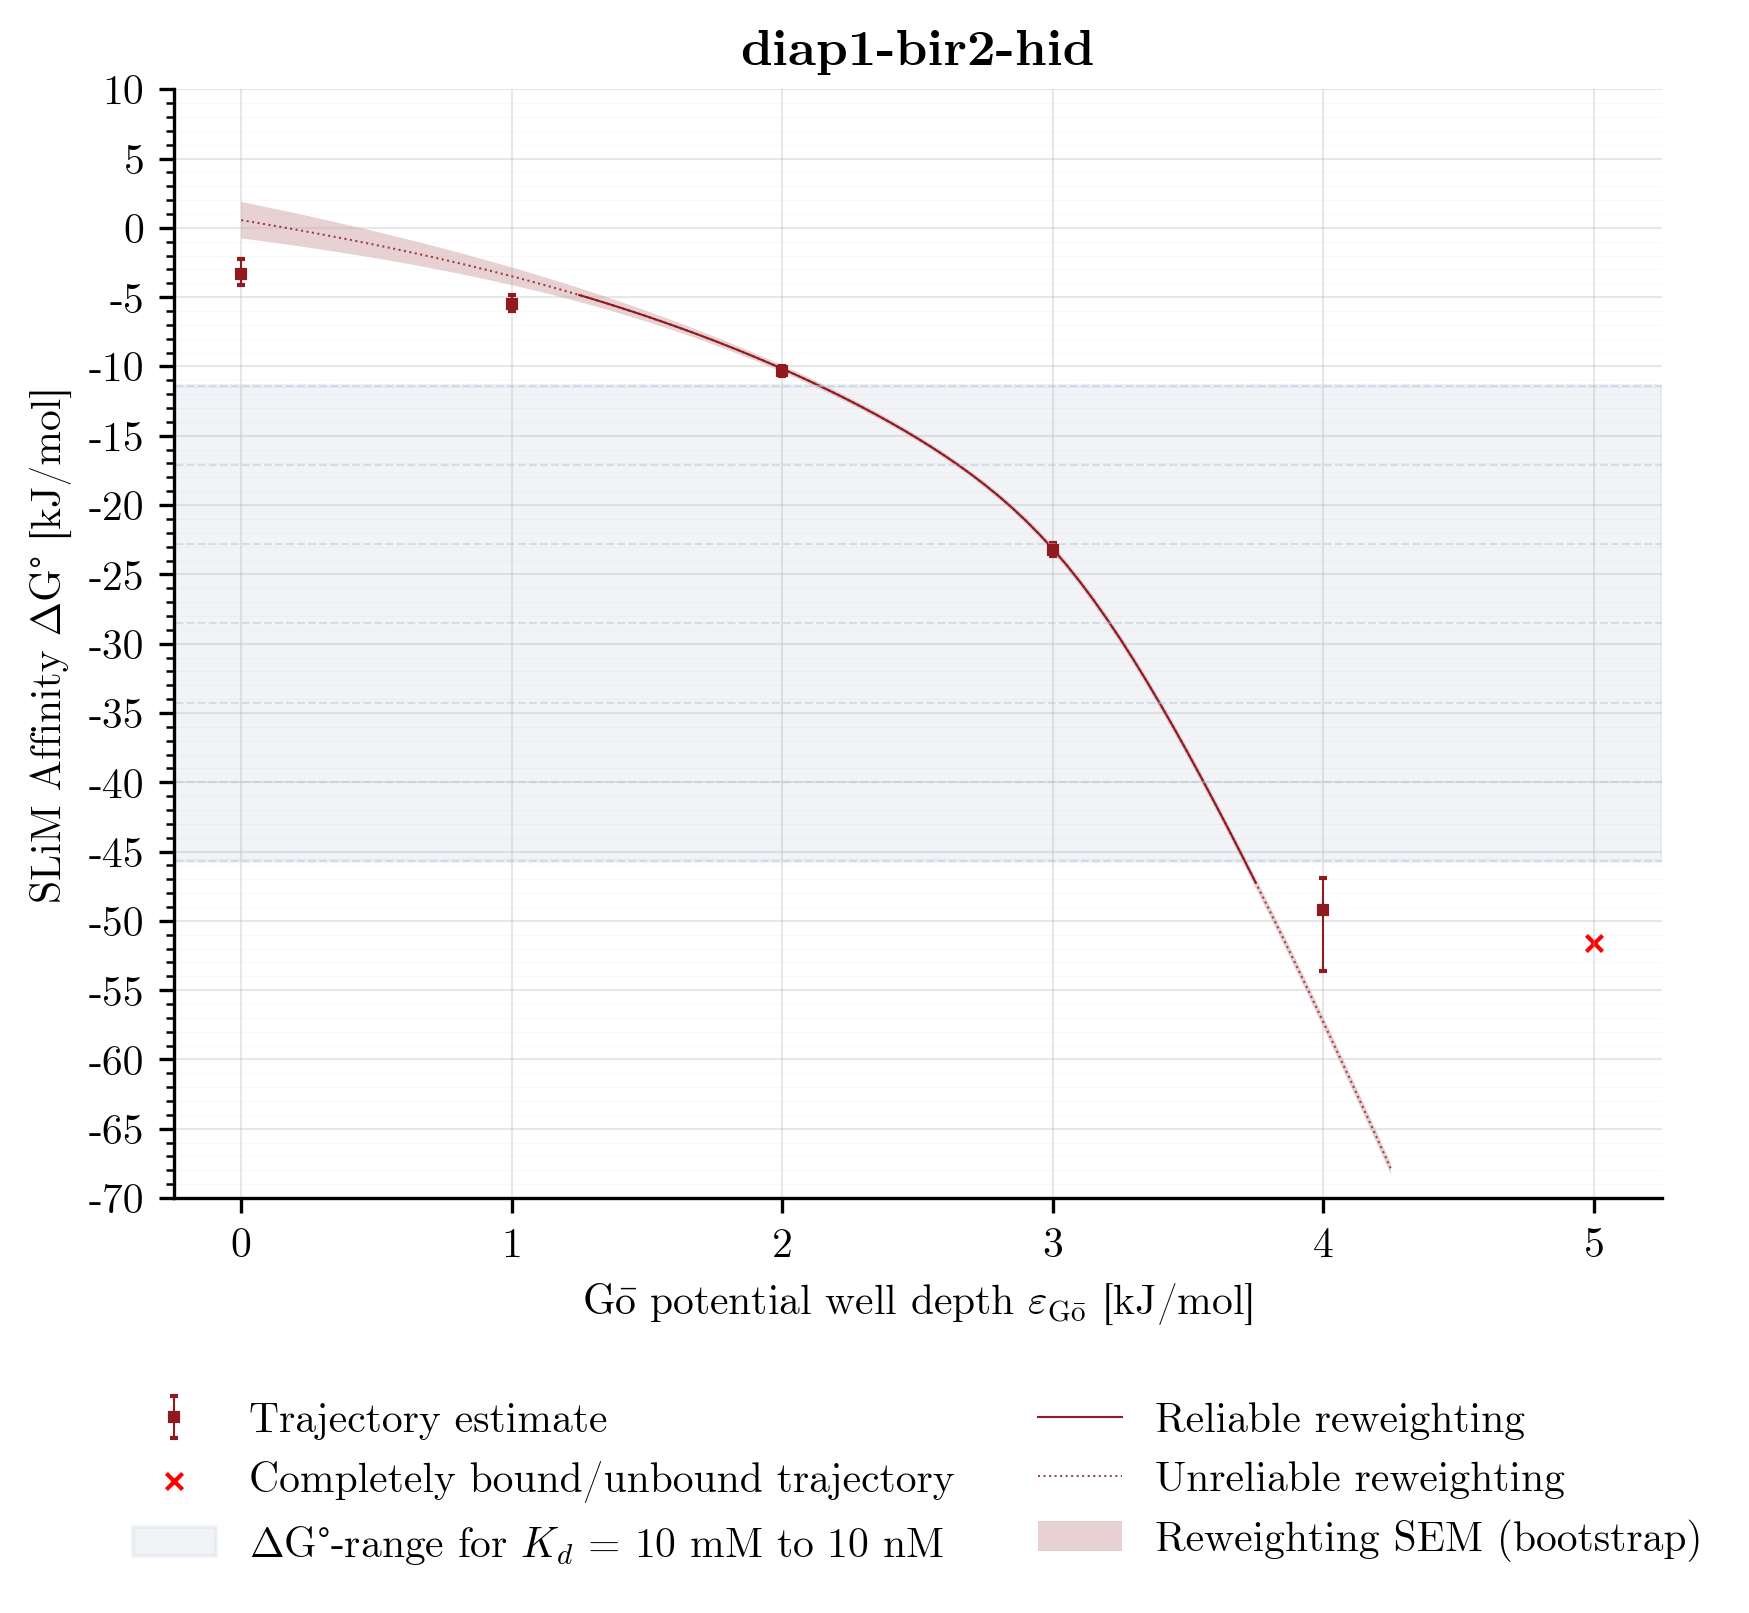 diap1-bir2-hid
10
5
0
-5
-10
-15
-20
-25
-30
-35
-40
-45
-50
-55
-60
-65
-70
SLiM Affinity ΔG° [kJ/mol]
0 1 2 3 4 5
Gō potential well depth ε_Gō [kJ/mol]
Trajectory estimate
Completely bound/unbound trajectory
ΔG°-range for K_d = 10 mM to 10 nM
Reliable reweighting
Unreliable reweighting
Reweighting SEM (bootstrap)